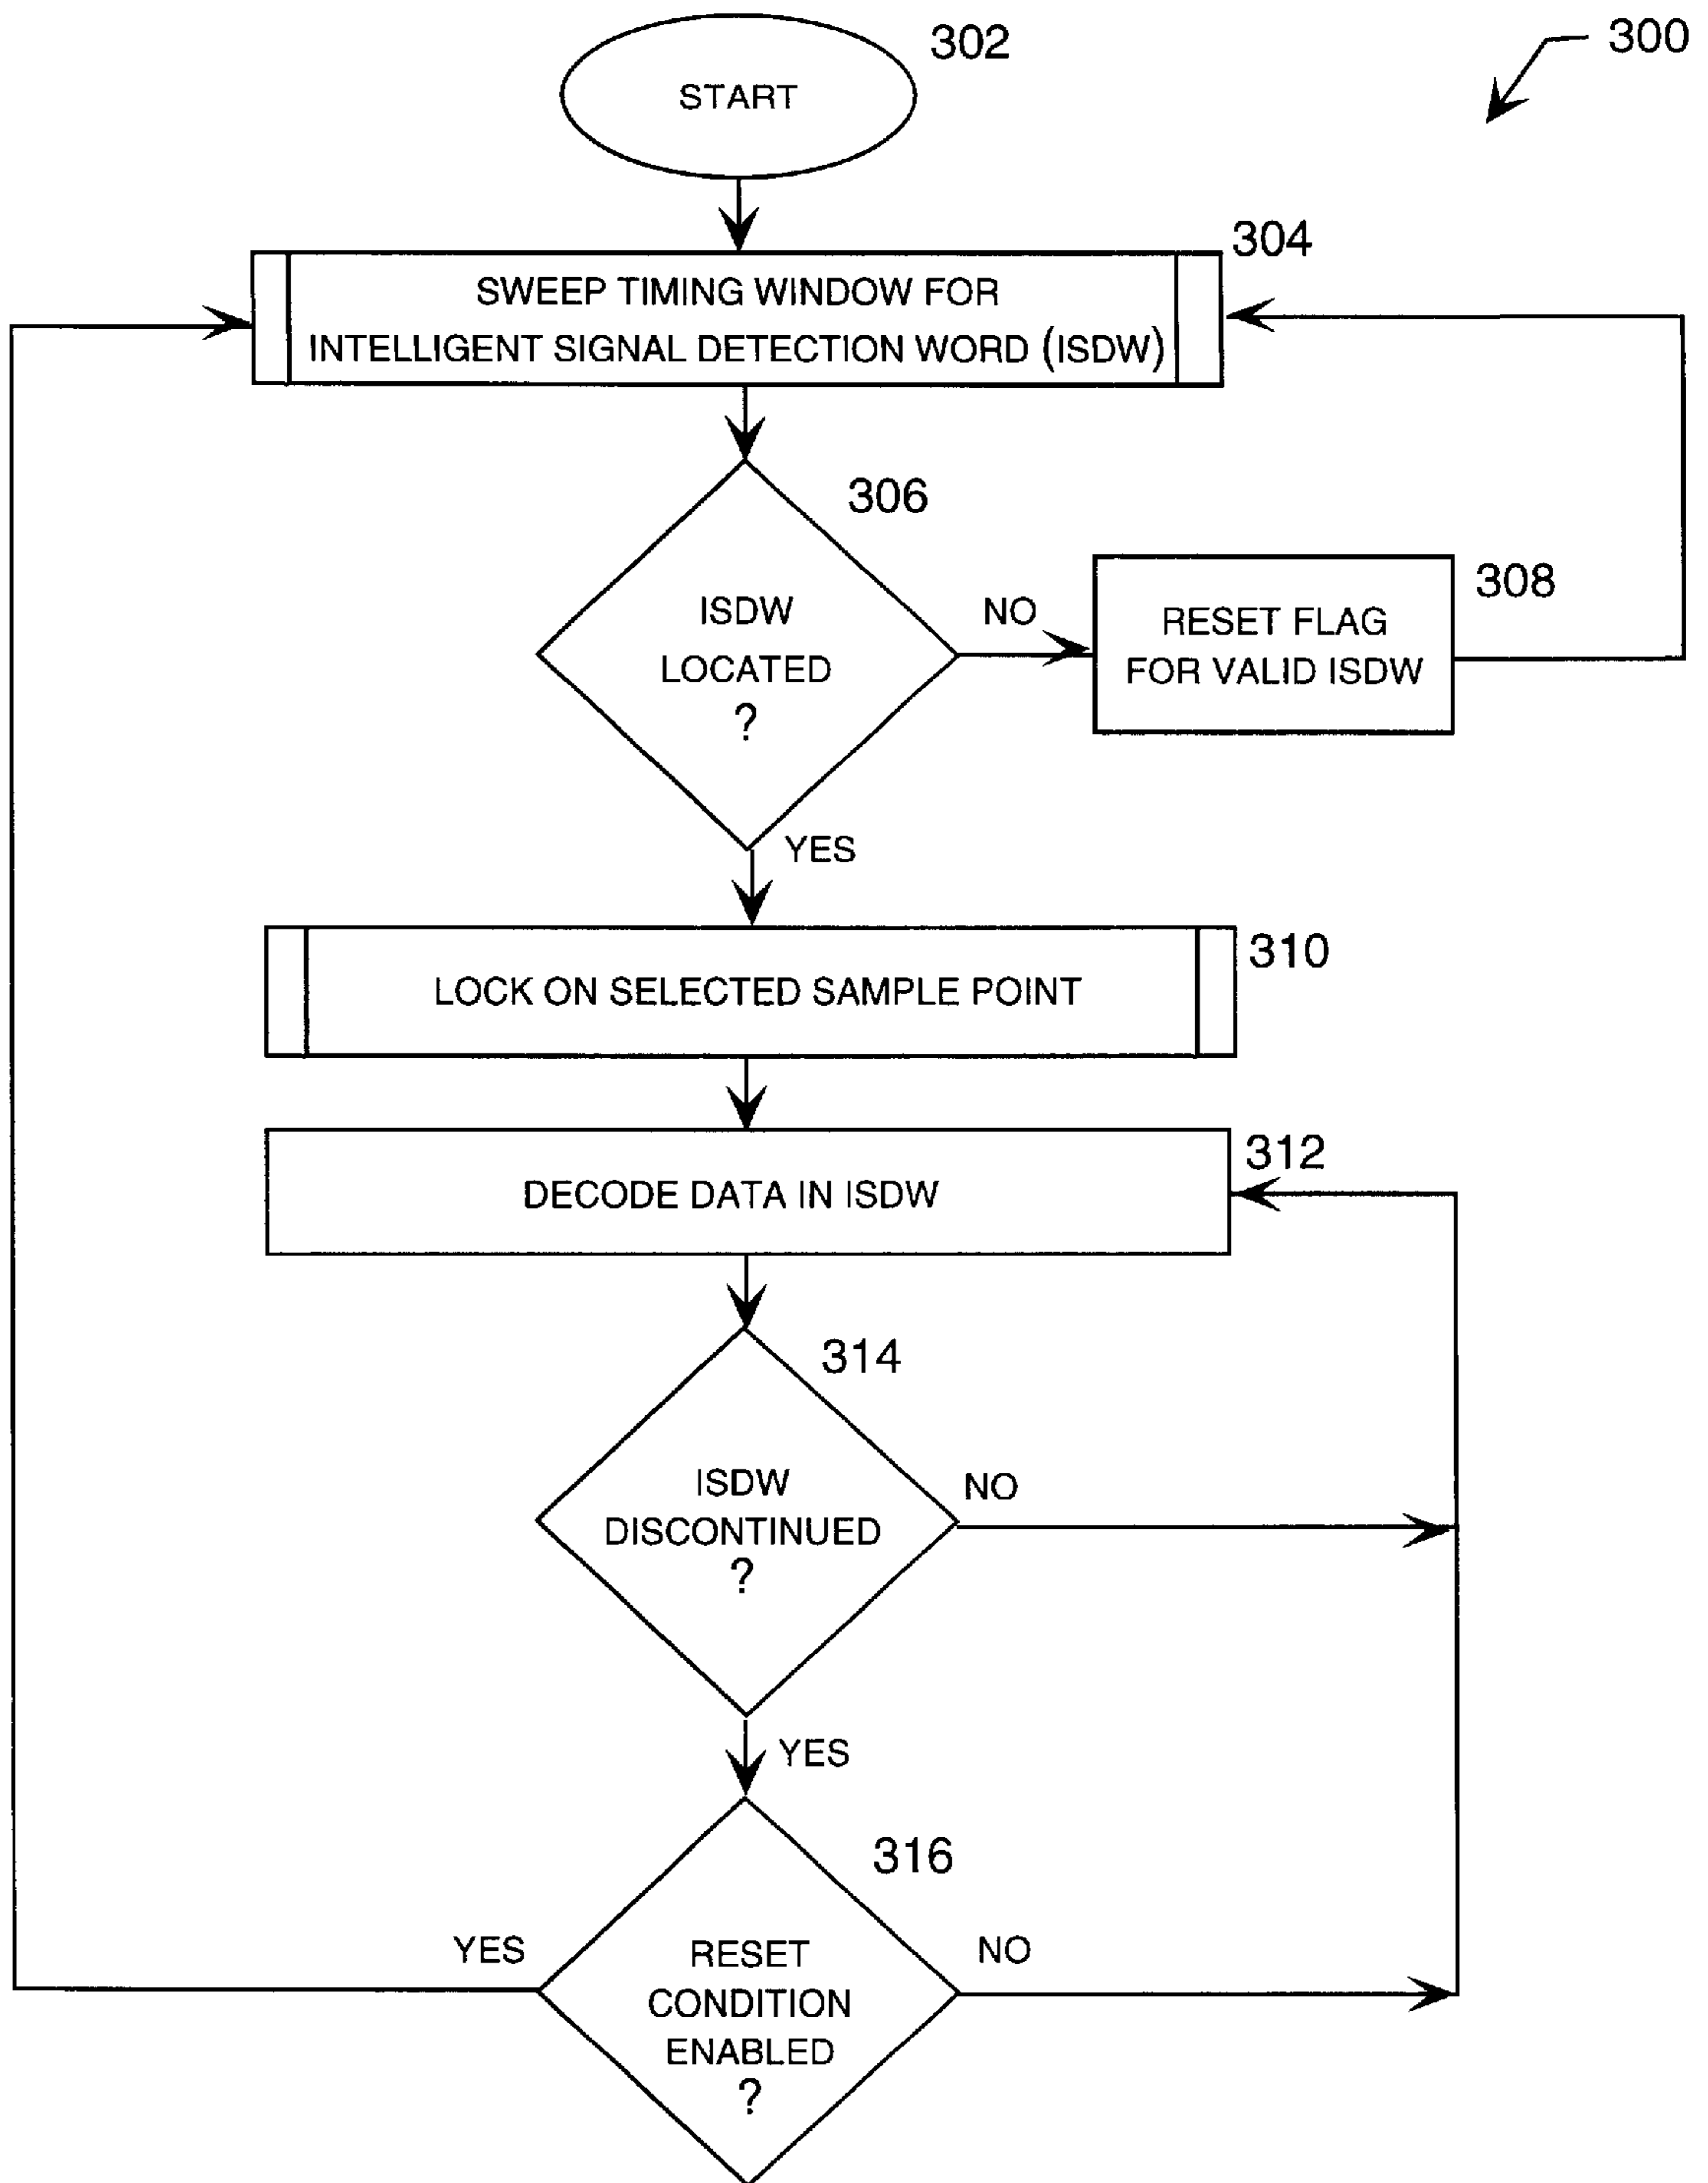 302
300
START
304
SWEEP TIMING WINDOW FOR
INTELLIGENT SIGNAL DETECTION WORD (ISDW)
306
ISDW
LOCATED
?
NO
308
RESET FLAG
FOR VALID ISDW
YES
310
LOCK ON SELECTED SAMPLE POINT
312
DECODE DATA IN ISDW
314
ISDW
DISCONTINUED
?
NO
YES
316
YES
RESET
CONDITION
ENABLED
?
NO